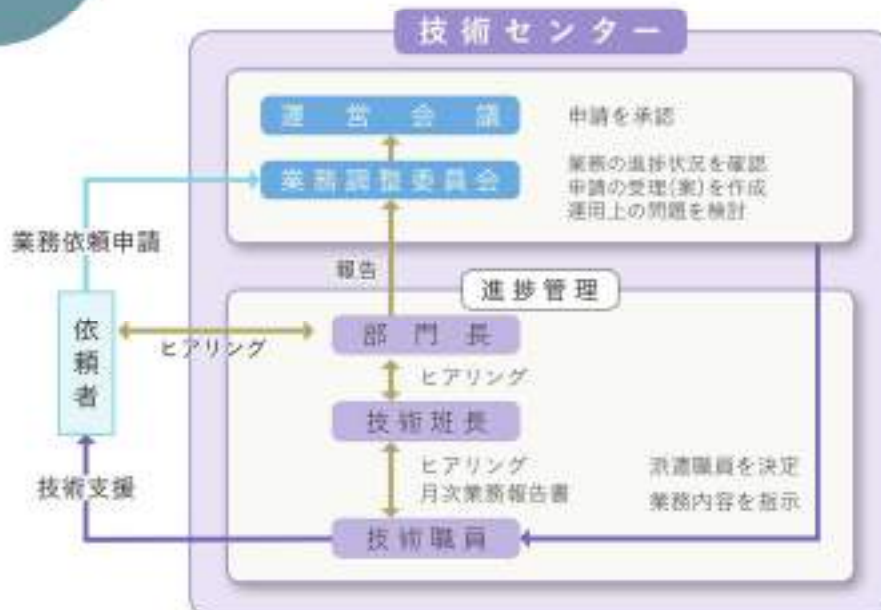 技術センター
運営会議
申請を承認
業務調整委員会
業務の進捗状況を確認
申請の受理(案)を作成
運用上の問題を検討
業務依頼申請
報告
進捗管理
依頼者
ヒアリング
部門長
ヒアリング
技術班長
ヒアリング
月次業務報告書
派遣職員を決定
業務内容を指示
技術支援
技術職員